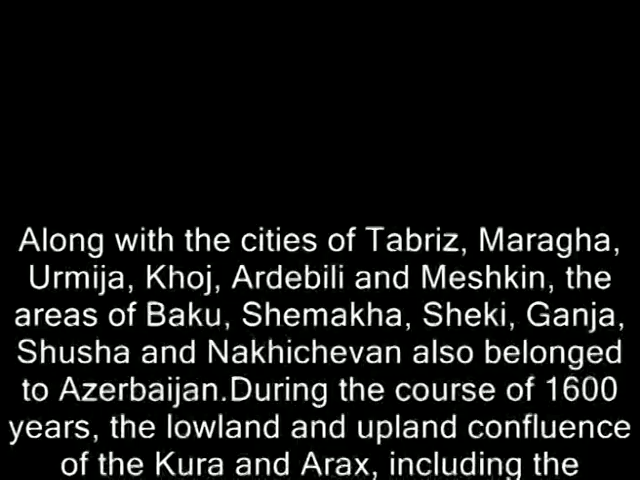 Along with the cities of Tabriz, Maragha,
Urmija, Khoj, Ardebili and Meshkin, the
areas of Baku, Shemakha, Sheki, Ganja,
Shusha and Nakhichevan also belonged
to Azerbaijan.During the course of 1600
years, the lowland and upland confluence
of the Kura and Arax, including the